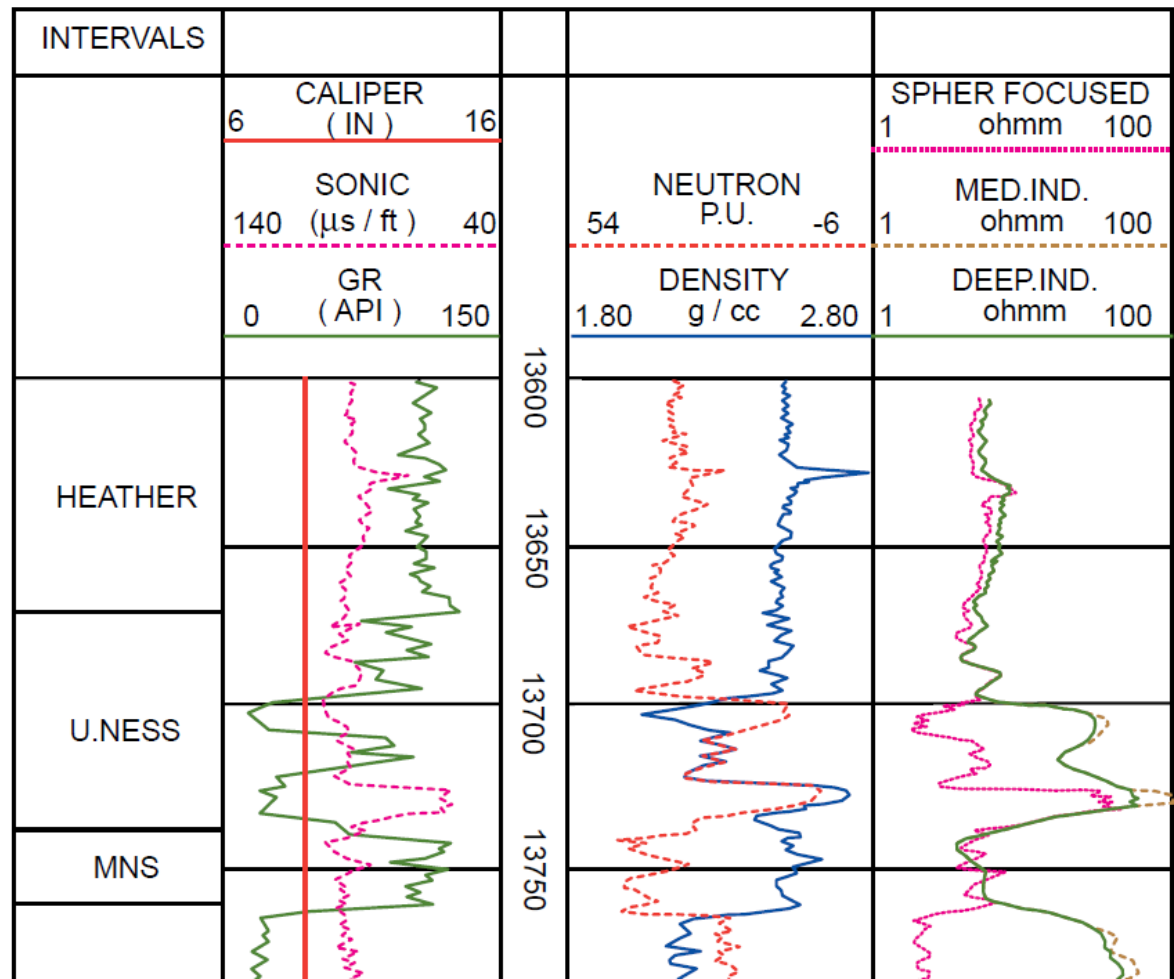 INTERVALS
CALIPER
6 ( IN ) 16
SONIC
140 (μs / ft ) 40
GR
0 ( API ) 150
NEUTRON
54 P.U. -6
DENSITY
1.80 g / cc 2.80
SPHER FOCUSED
1 ohmm 100
MED.IND.
1 ohmm 100
DEEP.IND.
1 ohmm 100
13600
HEATHER
13650
U.NESS
13700
MNS
13750